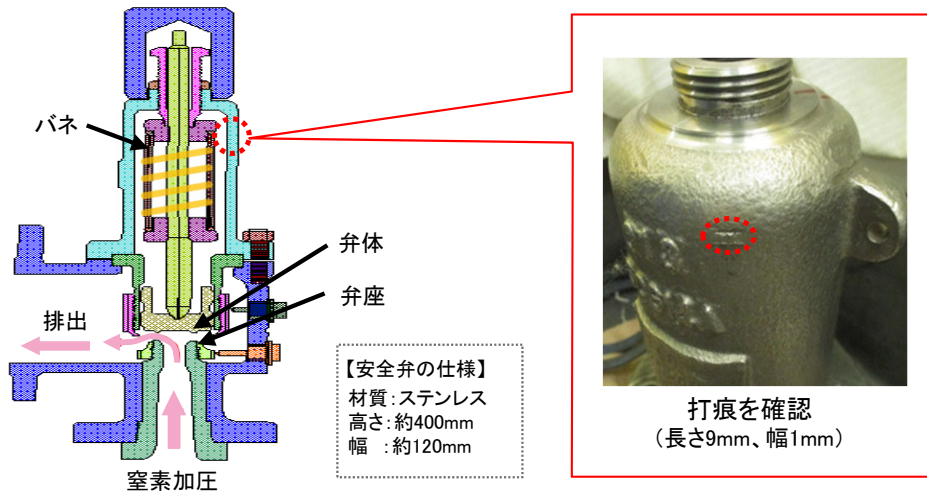 バネ
弁体
弁座
排出
窒素加圧
【安全弁の仕様】
材質：ステンレス
高さ：約400mm
幅　：約120mm
打痕を確認
（長さ9mm、幅1mm）